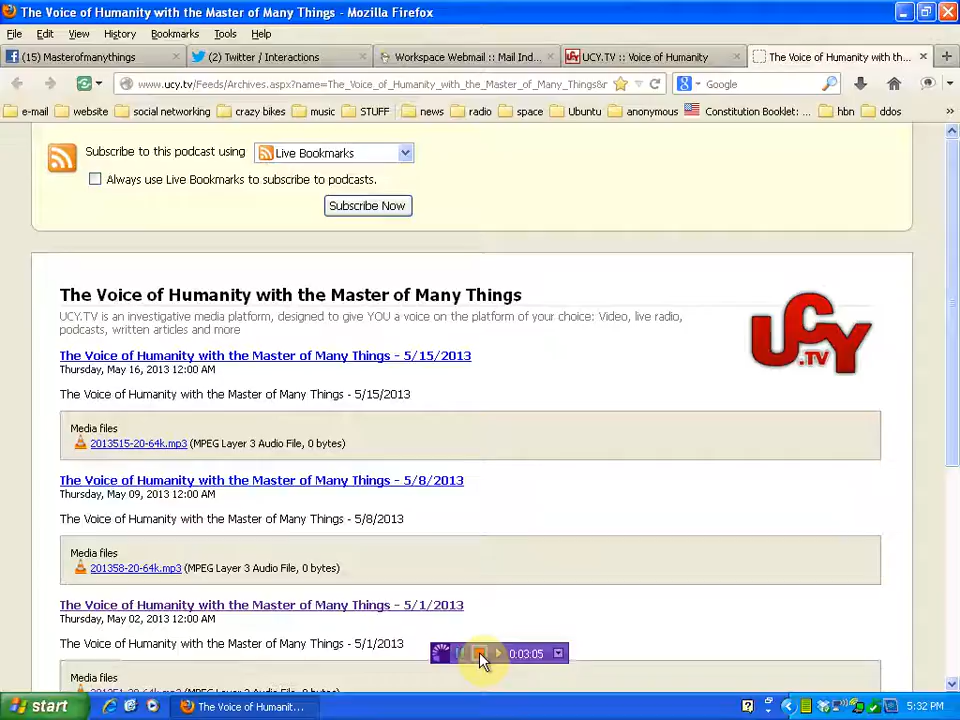 The Voice of Humanity with the Master of Many Things - Mozilla Firefox
File Edit View History Bookmarks Tools Help
(15) Masterofmanythings
(2) Twitter / Interactions
Workspace Webmail :: Mail Ind...
UCY.TV :: Voice of Humanity
The Voice of Humanity with th...
www.ucy.tv/Feeds/Archives.aspx?name=The_Voice_of_Humanity_with_the_Master_of_Many_Things&r
Google
e-mail website social networking crazy bikes music STUFF news radio space Ubuntu anonymous Constitution Booklet: ... hbn ddos
Subscribe to this podcast using Live Bookmarks
Always use Live Bookmarks to subscribe to podcasts.
Subscribe Now
The Voice of Humanity with the Master of Many Things
UCY.TV is an investigative media platform, designed to give YOU a voice on the platform of your choice: Video, live radio,
podcasts, written articles and more
UCY
.TV
The Voice of Humanity with the Master of Many Things - 5/15/2013
Thursday, May 16, 2013 12:00 AM
The Voice of Humanity with the Master of Many Things - 5/15/2013
Media files
2013515-20-64k.mp3 (MPEG Layer 3 Audio File, 0 bytes)
The Voice of Humanity with the Master of Many Things - 5/8/2013
Thursday, May 09, 2013 12:00 AM
The Voice of Humanity with the Master of Many Things - 5/8/2013
Media files
201358-20-64k.mp3 (MPEG Layer 3 Audio File, 0 bytes)
The Voice of Humanity with the Master of Many Things - 5/1/2013
Thursday, May 02, 2013 12:00 AM
The Voice of Humanity with the Master of Many Things - 5/1/2013
0:03:05
Media files
start
The Voice of Humanit...
5:32 PM